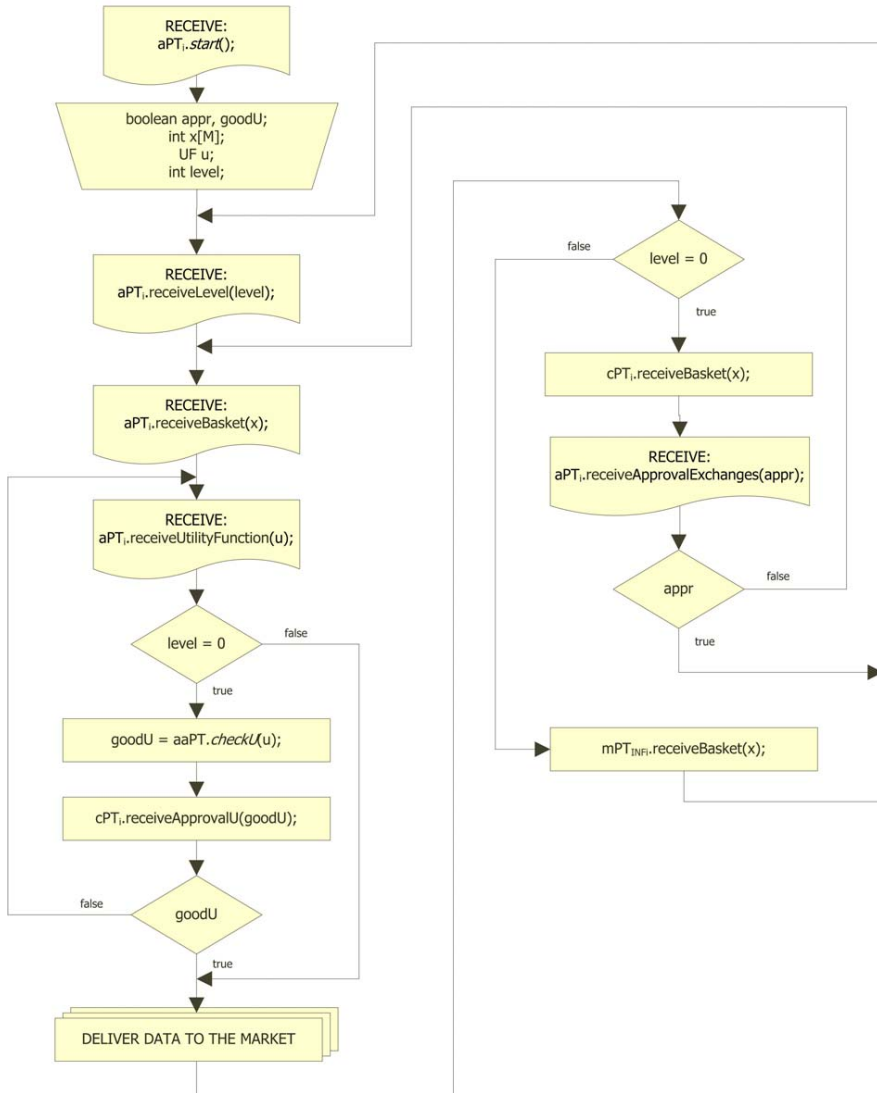 RECEIVE:
aPTᵢ.start();
boolean appr, goodU;
int x[M];
UF u;
int level;
RECEIVE:
aPTᵢ.receiveLevel(level);
RECEIVE:
aPTᵢ.receiveBasket(x);
RECEIVE:
aPTᵢ.receiveUtilityFunction(u);
level = 0
false
true
goodU = aaPT.checkU(u);
cPTᵢ.receiveApprovalU(goodU);
false
goodU
true
DELIVER DATA TO THE MARKET
false
level = 0
true
cPTᵢ.receiveBasket(x);
RECEIVE:
aPTᵢ.receiveApprovalExchanges(appr);
appr
false
true
mPTINFi.receiveBasket(x);